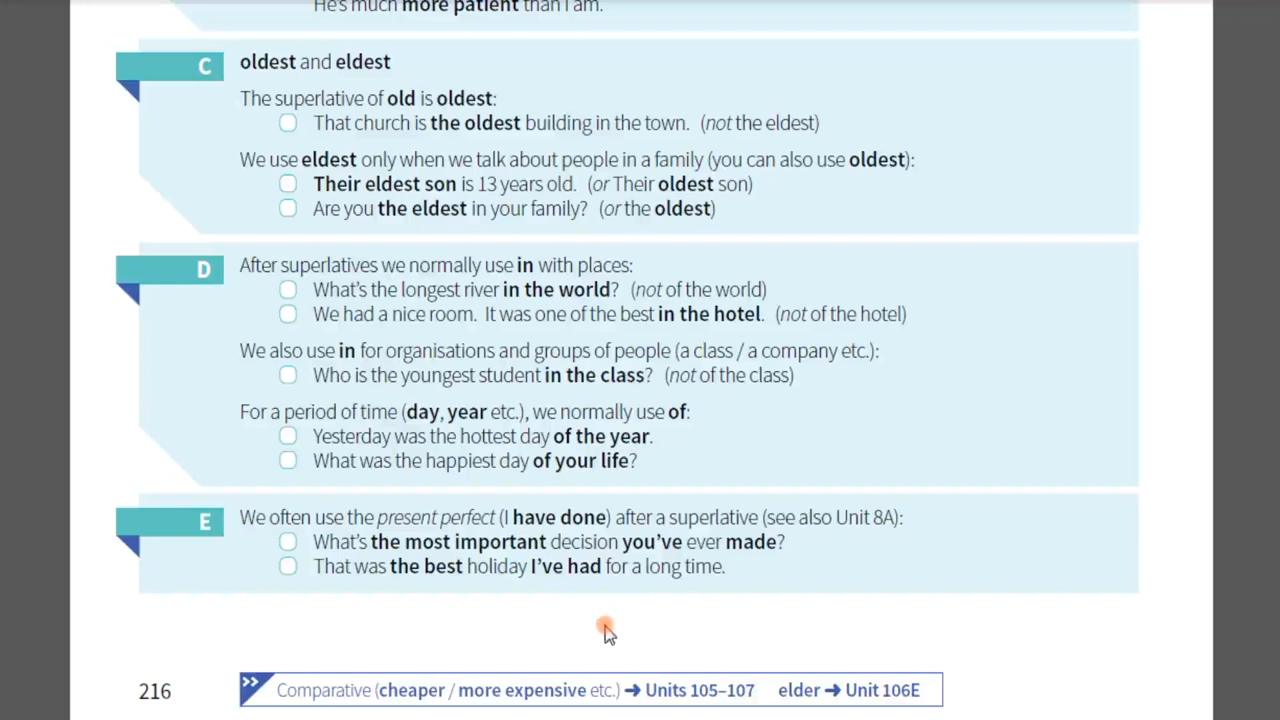 He's much more patient than I am.
C
oldest and eldest
The superlative of old is oldest:
That church is the oldest building in the town. (not the eldest)
We use eldest only when we talk about people in a family (you can also use oldest):
Their eldest son is 13 years old. (or Their oldest son)
Are you the eldest in your family? (or the oldest)
D
After superlatives we normally use in with places:
What's the longest river in the world? (not of the world)
We had a nice room. It was one of the best in the hotel. (not of the hotel)
We also use in for organisations and groups of people (a class / a company etc.):
Who is the youngest student in the class? (not of the class)
For a period of time (day, year etc.), we normally use of:
Yesterday was the hottest day of the year.
What was the happiest day of your life?
E
We often use the present perfect (I have done) after a superlative (see also Unit 8A):
What's the most important decision you've ever made?
That was the best holiday I've had for a long time.
216
Comparative (cheaper / more expensive etc.) ➜ Units 105–107 elder ➜ Unit 106E